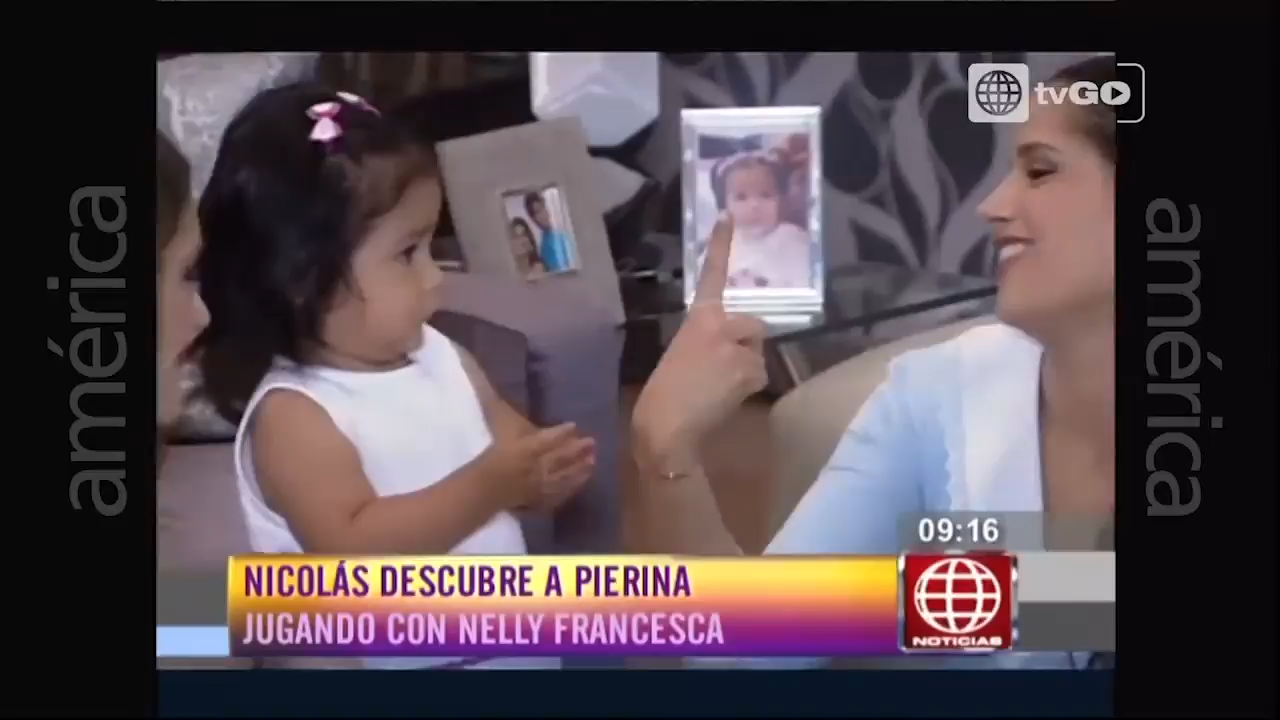 tvGO
américa
américa
09:16
NICOLÁS DESCUBRE A PIERINA
JUGANDO CON NELLY FRANCESCA
NOTICIAS